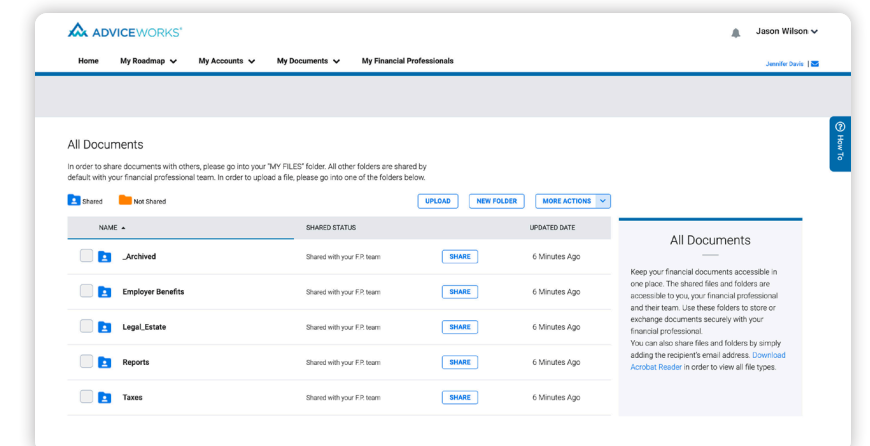 ADVICEWORKS
Jason Wilson
Home My Roadmap My Accounts My Documents My Financial Professionals
Jennifer Davis |
How To
All Documents
In order to share documents with others, please go into your "MY FILES" folder. All other folders are shared by
default with your financial professional team. In order to upload a file, please go into one of the folders below.
Shared Not Shared UPLOAD NEW FOLDER MORE ACTIONS
NAME SHARED STATUS UPDATED DATE
_Archived Shared with your F.P. team SHARE 6 Minutes Ago
Employer Benefits Shared with your F.P. team SHARE 6 Minutes Ago
Legal_Estate Shared with your F.P. team SHARE 6 Minutes Ago
Reports Shared with your F.P. team SHARE 6 Minutes Ago
Taxes Shared with your F.P. team SHARE 6 Minutes Ago
All Documents
Keep your financial documents accessible in
one place. The shared files and folders are
accessible to you, your financial professional
and their team. Use these folders to store or
exchange documents securely with your
financial professional.
You can also share files and folders by simply
adding the recipient's email address. Download
Acrobat Reader in order to view all file types.